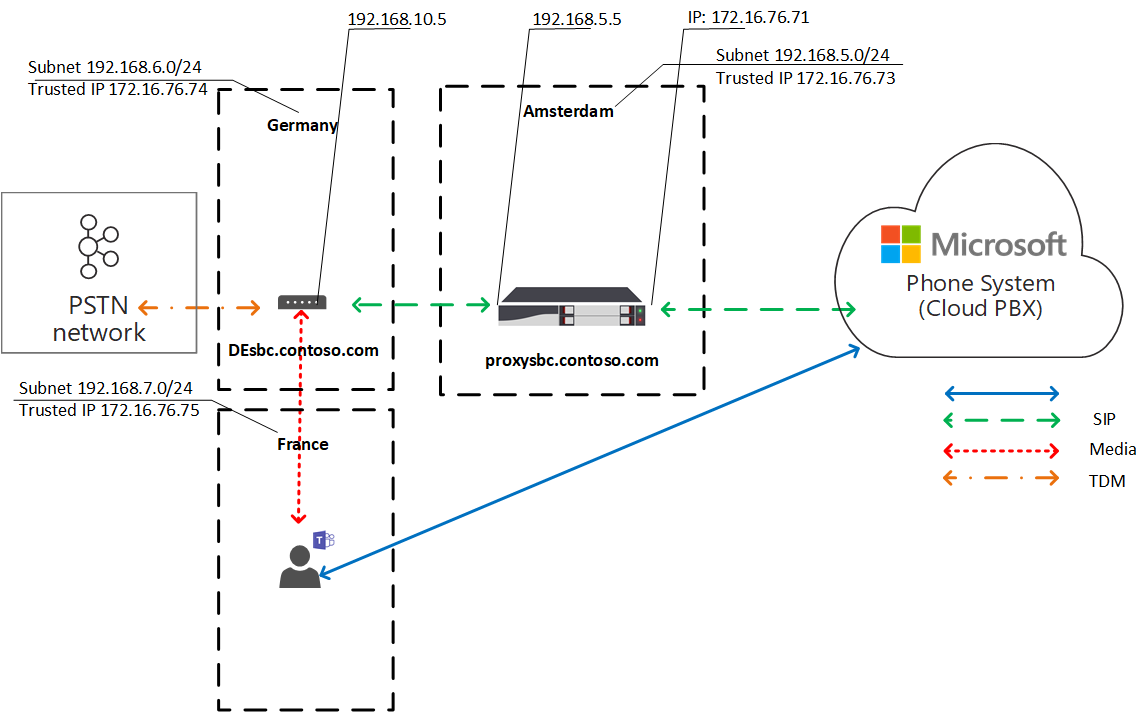 192.168.10.5
192.168.5.5
IP: 172.16.76.71
Subnet 192.168.6.0/24
Trusted IP 172.16.76.74
Subnet 192.168.5.0/24
Trusted IP 172.16.76.73
Germany
Amsterdam
Microsoft
Phone System
(Cloud PBX)
PSTN
network
DEsbc.contoso.com
proxysbc.contoso.com
Subnet 192.168.7.0/24
Trusted IP 172.16.76.75
France
T
SIP
Media
TDM